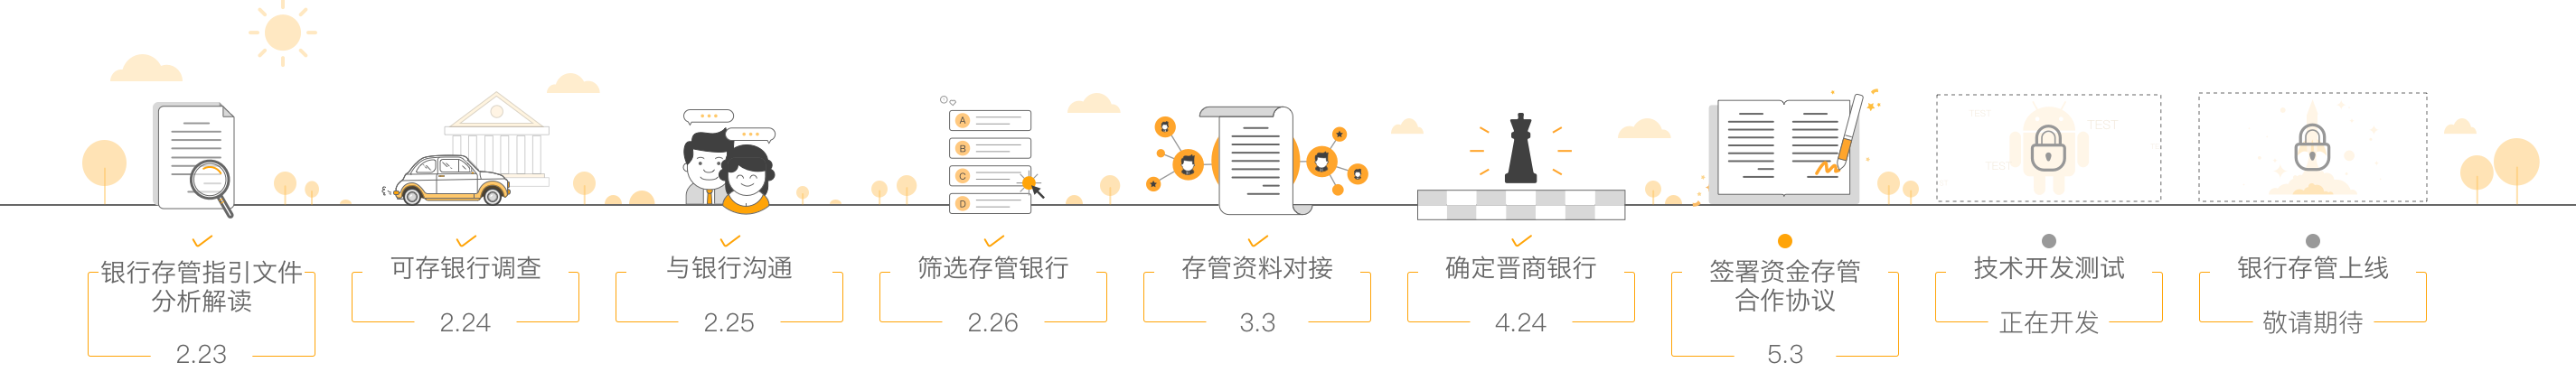 A
B
C
D
TEST
TEST
TEST
银行存管指引文件
分析解读
2.23
可存银行调查
2.24
与银行沟通
2.25
筛选存管银行
2.26
存管资料对接
3.3
确定晋商银行
4.24
签署资金存管
合作协议
5.3
技术开发测试
正在开发
银行存管上线
敬请期待